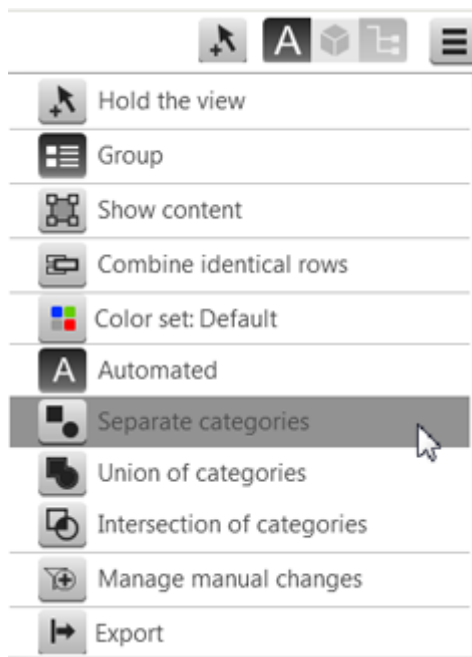 A
Hold the view
Group
Show content
Combine identical rows
Color set: Default
A Automated
Separate categories
Union of categories
Intersection of categories
Manage manual changes
Export